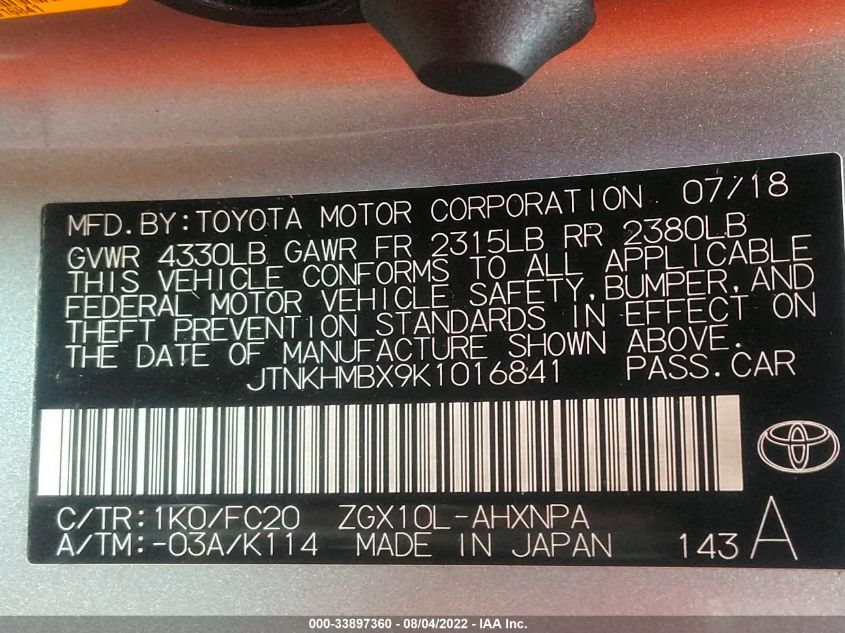 16841
MFD.BY:TOYOTA MOTOR CORPORATION 07/18
GVWR 4330LB GAWR FR 2315LB RR 2380LB
THIS VEHICLE CONFORMS TO ALL APPLICABLE
FEDERAL MOTOR VEHICLE SAFETY,BUMPER,AND
THEFT PREVENTION STANDARDS IN EFFECT ON
THE DATE OF MANUFACTURE SHOWN ABOVE.
JTNKHMBX9K1016841 PASS.CAR
C/TR:1K0/FC20 ZGX10L-AHXNPA
A/TM:-03A/K114 MADE IN JAPAN 143 A
000-33897360 - 08/04/2022 - IAA Inc.